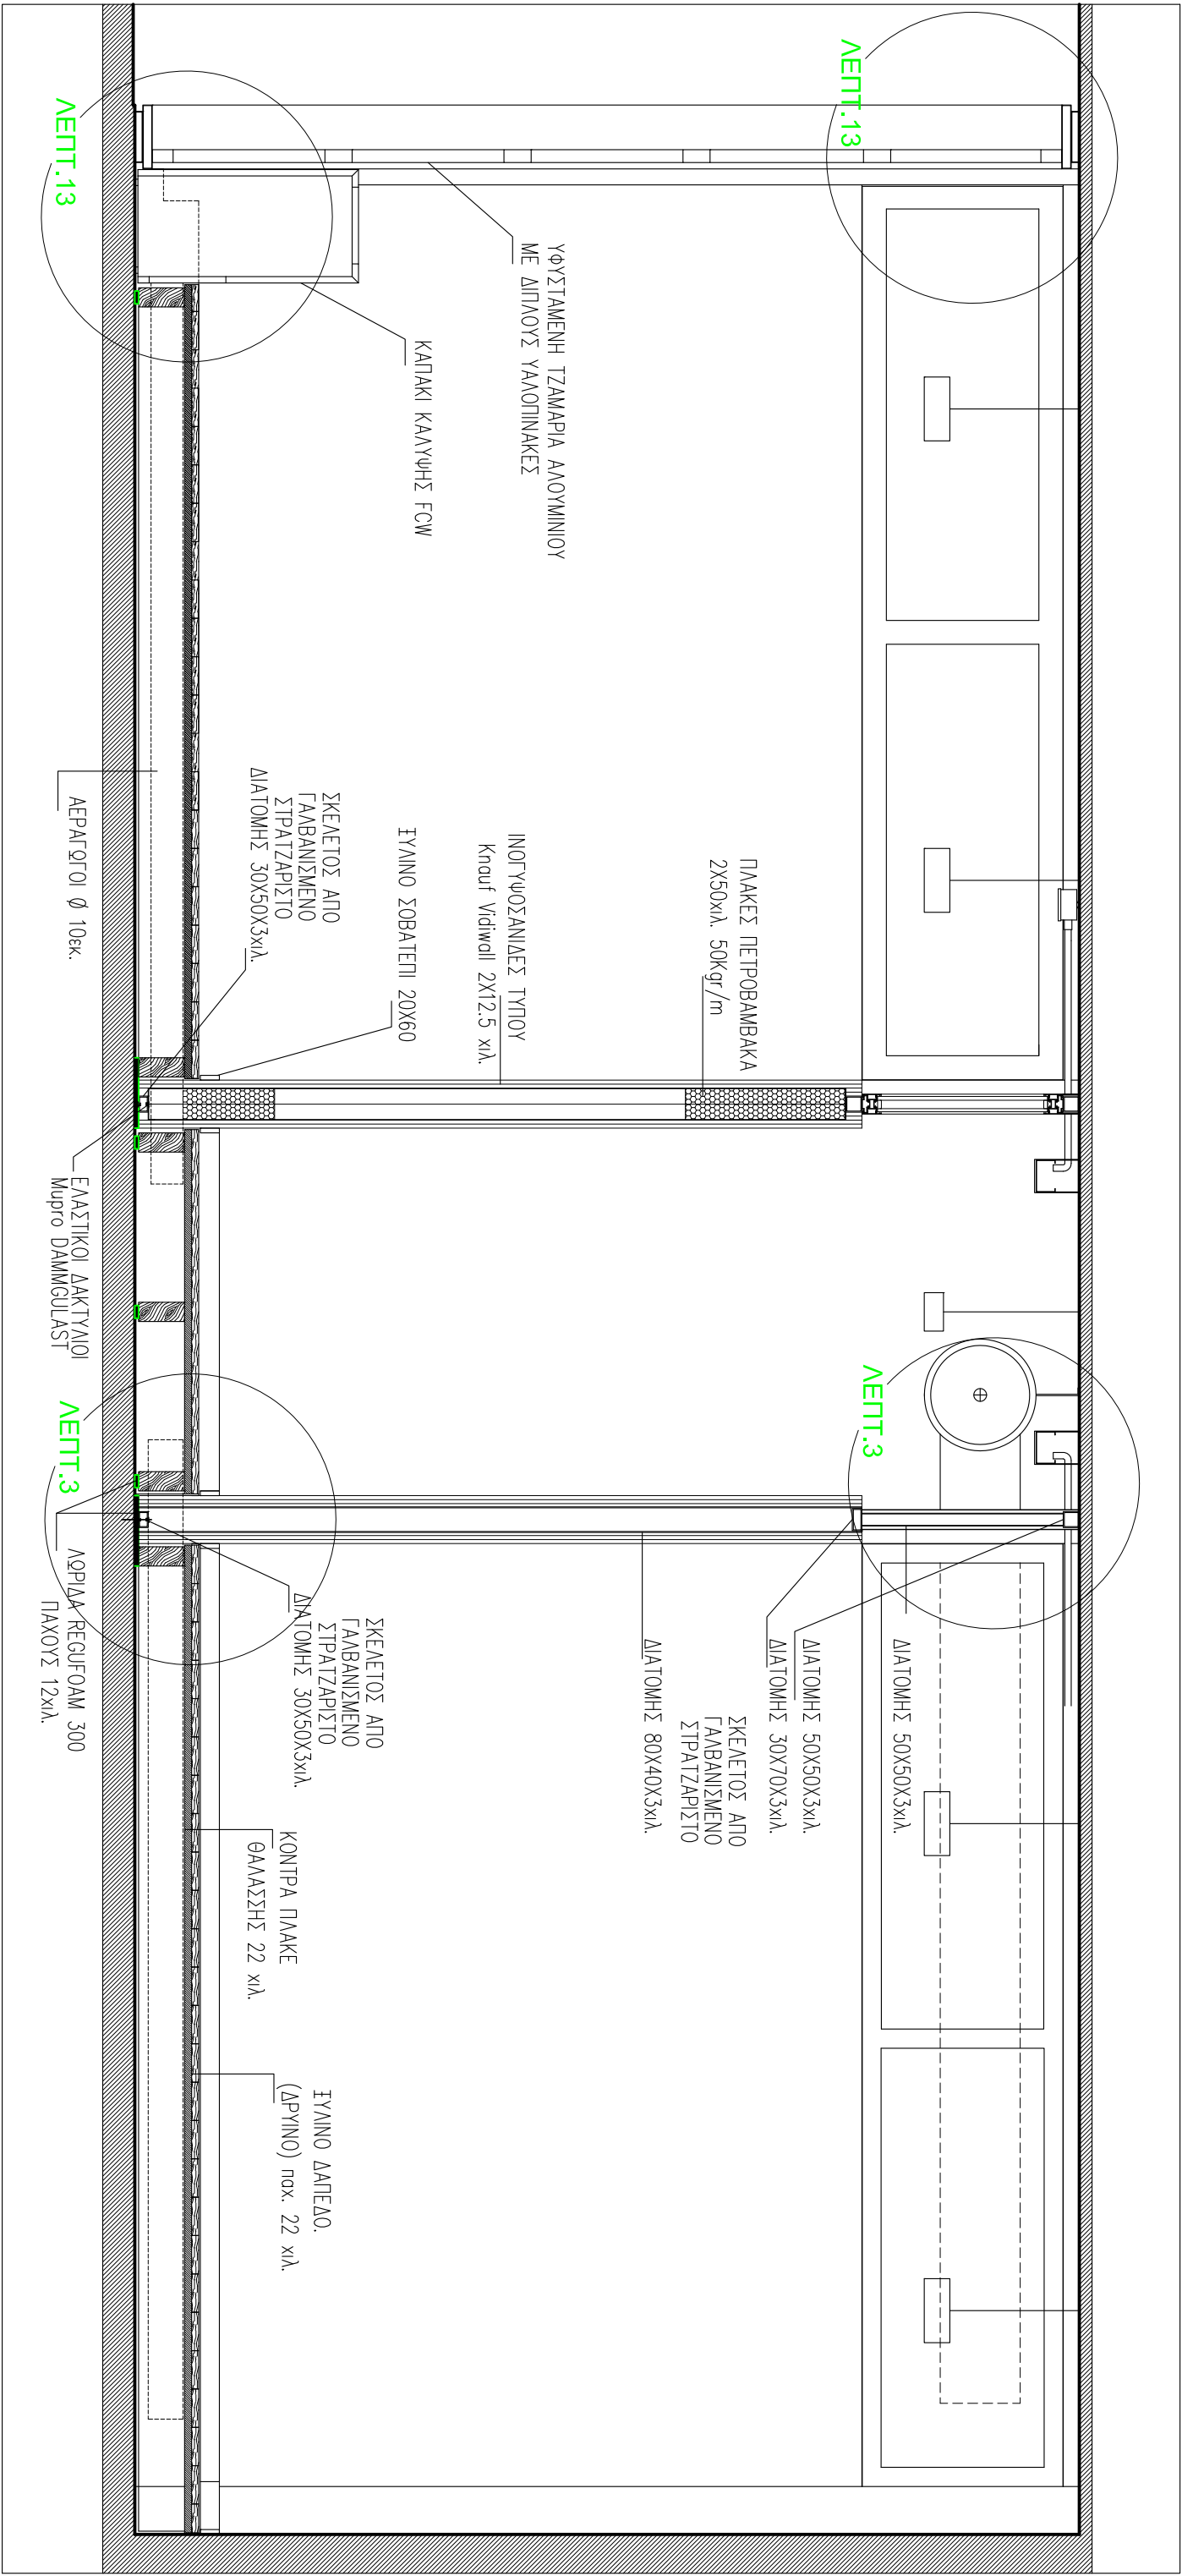 ΛΕΠΤ.13
ΛΕΠΤ.3
ΔΙΑΤΟΜΗΣ 50Χ50Χ3χιλ.
ΔΙΑΤΟΜΗΣ 50Χ50Χ3χιλ.
ΔΙΑΤΟΜΗΣ 30Χ70Χ3χιλ.
ΠΛΑΚΕΣ ΠΕΤΡΟΒΑΜΒΑΚΑ
2Χ50χιλ. 50Kgr/m
ΣΚΕΛΕΤΟΣ ΑΠΟ
ΓΑΛΒΑΝΙΣΜΕΝΟ
ΣΤΡΑΤΖΑΡΙΣΤΟ
ΔΙΑΤΟΜΗΣ 80Χ40Χ3χιλ.
ΥΦΥΣΤΑΜΕΝΗ ΤΖΑΜΑΡΙΑ ΑΛΟΥΜΙΝΙΟΥ
ΜΕ ΔΙΠΛΟΥΣ ΥΑΛΟΠΙΝΑΚΕΣ
ΙΝΟΓΥΨΟΣΑΝΙΔΕΣ ΤΥΠΟΥ
Knauf Vidiwall 2Χ12.5 χιλ.
ΚΑΠΑΚΙ ΚΑΛΥΨΗΣ FCW
ΞΥΛΙΝΟ ΣΟΒΑΤΕΠΙ 20Χ60
ΣΚΕΛΕΤΟΣ ΑΠΟ
ΓΑΛΒΑΝΙΣΜΕΝΟ
ΣΤΡΑΤΖΑΡΙΣΤΟ
ΔΙΑΤΟΜΗΣ 30Χ50Χ3χιλ.
ΣΚΕΛΕΤΟΣ ΑΠΟ
ΓΑΛΒΑΝΙΣΜΕΝΟ
ΣΤΡΑΤΖΑΡΙΣΤΟ
ΔΙΑΤΟΜΗΣ 30Χ50Χ3χιλ.
ΚΟΝΤΡΑ ΠΛΑΚΕ
ΘΑΛΑΣΣΗΣ 22 χιλ.
ΞΥΛΙΝΟ ΔΑΠΕΔΟ.
(ΔΡΥΙΝΟ) παχ. 22 χιλ.
ΛΕΠΤ.13
ΑΕΡΑΓΩΓΟΙ Ø 10εκ.
ΕΛΑΣΤΙΚΟΙ ΔΑΚΤΥΛΙΟΙ
Mupro DAMMGULAST
ΛΕΠΤ.3
ΛΩΡΙΔΑ REGUFOAM 300
ΠΑΧΟΥΣ 12χιλ.